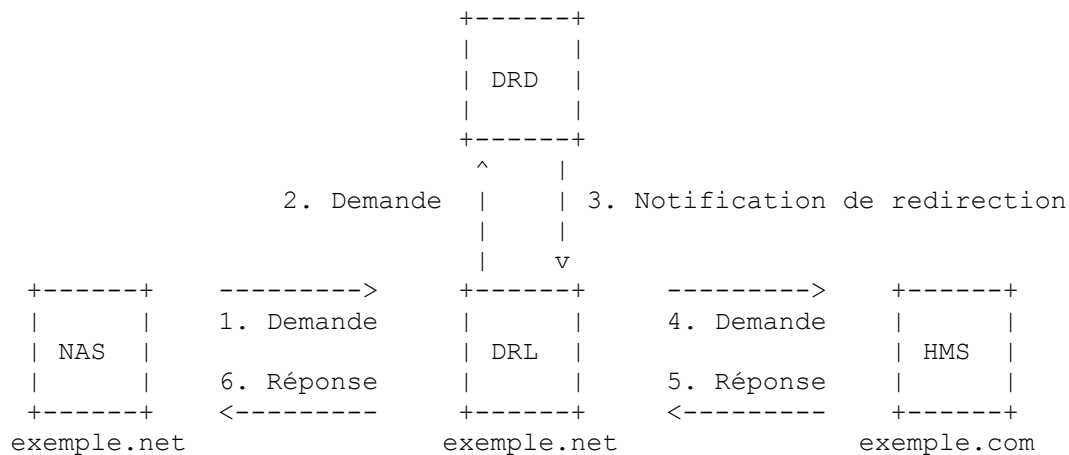 +------+
|      |
| DRD  |
|      |
+------+
^    |
2. Demande  |    | 3. Notification de redirection
|    |
|    v
+------+    --------->    +------+    --------->    +------+
|      |    1. Demande    |      |    4. Demande    |      |
| NAS  |                  | DRL  |                  | HMS  |
|      |    6. Réponse    |      |    5. Réponse    |      |
+------+    <---------    +------+    <---------    +------+
exemple.net    exemple.net    exemple.com